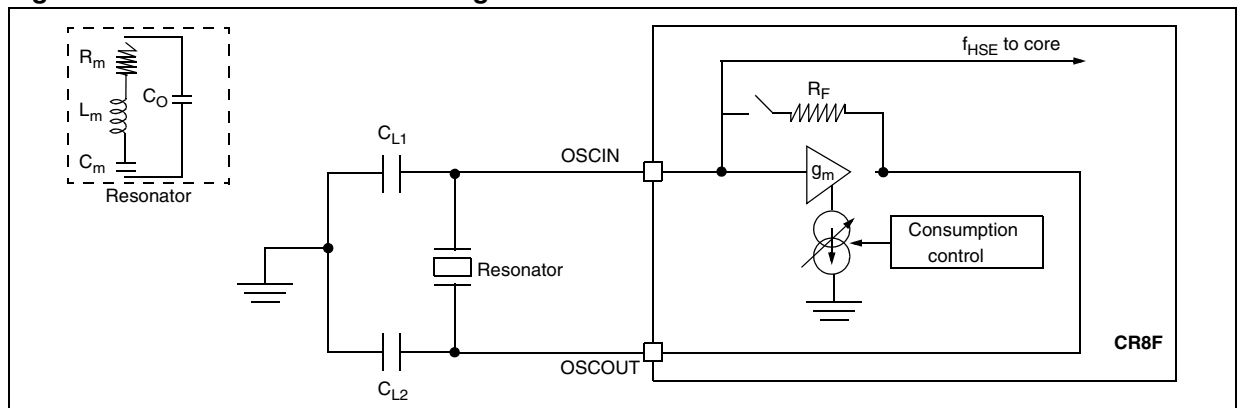 R_m
L_m
C_O
C_m
Resonator
C_L1
OSCIN
Resonator
C_L2
OSCOUT
f_HSE to core
R_F
g_m
Consumption
control
CR8F